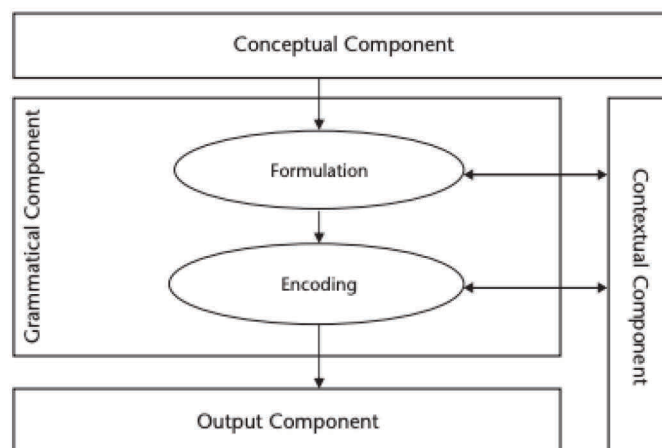 Conceptual Component
Grammatical Component
Formulation
Encoding
Contextual Component
Output Component